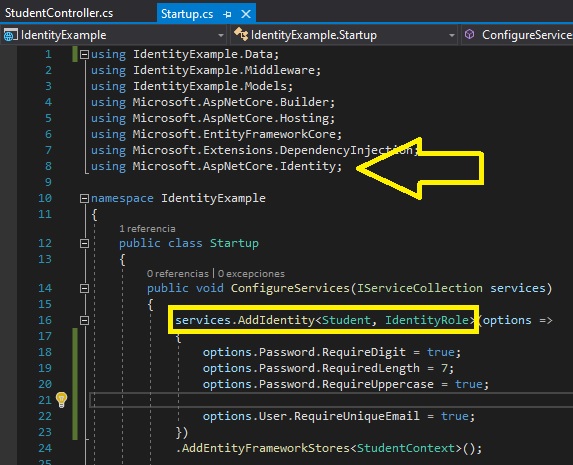 StudentController.cs Startup.cs
IdentityExample IdentityExample.Startup ConfigureService
1 using IdentityExample.Data;
2 using IdentityExample.Middleware;
3 using IdentityExample.Models;
4 using Microsoft.AspNetCore.Builder;
5 using Microsoft.AspNetCore.Hosting;
6 using Microsoft.EntityFrameworkCore;
7 using Microsoft.Extensions.DependencyInjection;
8 using Microsoft.AspNetCore.Identity;
9
10 namespace IdentityExample
11 {
1 referencia
12 public class Startup
13 {
0 referencias | 0 excepciones
14 public void ConfigureServices(IServiceCollection services)
15 {
16 services.AddIdentity<Student, IdentityRole>(options =>
17 {
18 options.Password.RequireDigit = true;
19 options.Password.RequiredLength = 7;
20 options.Password.RequireUppercase = true;
21
22 options.User.RequireUniqueEmail = true;
23 })
24 .AddEntityFrameworkStores<StudentContext>();